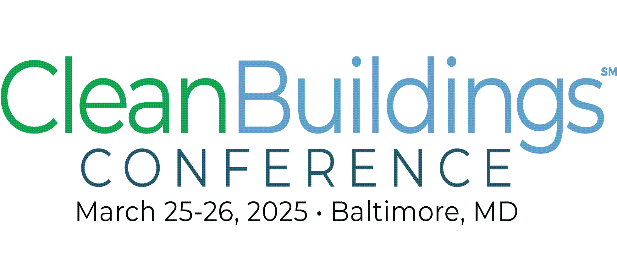 CleanBuildings℠
CONFERENCE
March 25-26, 2025 • Baltimore, MD